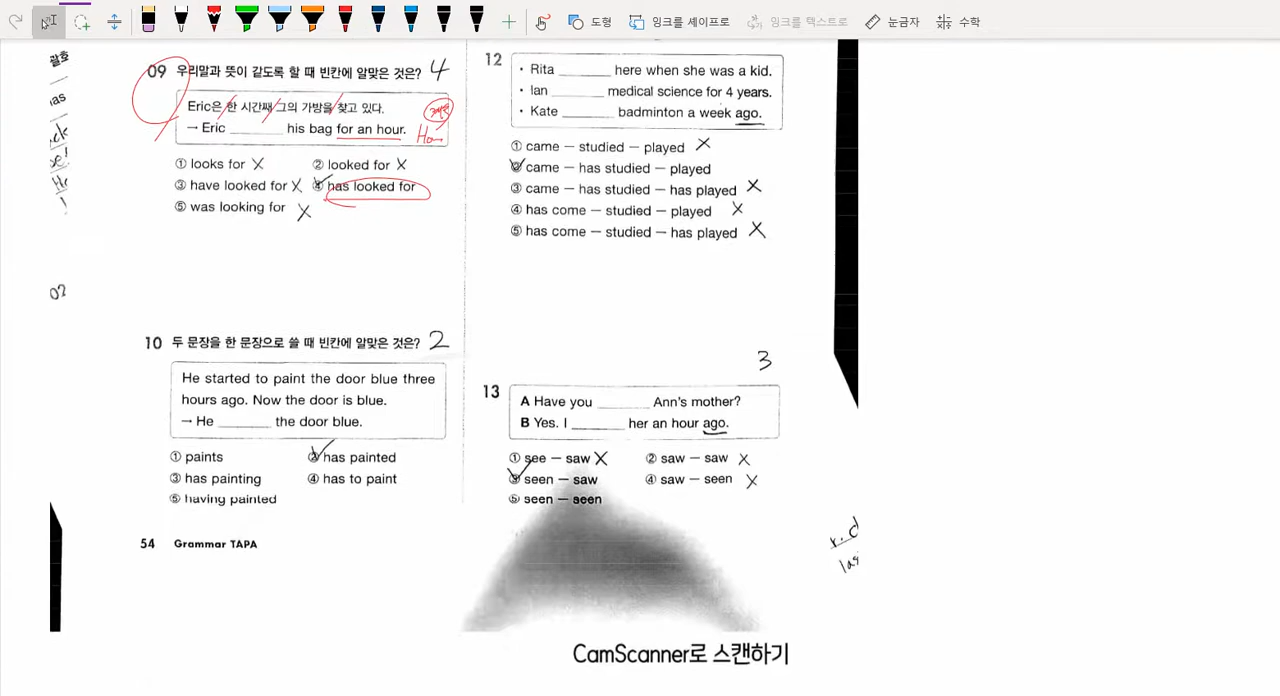 도형
잉크를 셰이프로
잉크를 텍스트로
눈금자
수학
괄호
as
09 우리말과 뜻이 같도록 할 때 빈칸에 알맞은 것은? 4
Eric은 한 시간째 그의 가방을 찾고 있다.
→ Eric ______ his bag for an hour.
① looks for X ② looked for X
③ have looked for X ④ has looked for
⑤ was looking for X
02
10 두 문장을 한 문장으로 쓸 때 빈칸에 알맞은 것은? 2
He started to paint the door blue three
hours ago. Now the door is blue.
→ He ______ the door blue.
① paints ② has painted
③ has painting ④ has to paint
⑤ having painted
54 Grammar TAPA
12
• Rita ______ here when she was a kid.
• Ian ______ medical science for 4 years.
• Kate ______ badminton a week ago.
① came – studied – played X
② came – has studied – played
③ came – has studied – has played X
④ has come – studied – played X
⑤ has come – studied – has played X
3
13
A Have you ______ Ann's mother?
B Yes. I ______ her an hour ago.
① see – saw X ② saw – saw X
③ seen – saw ④ saw – seen X
⑤ seen – seen
CamScanner로 스캔하기